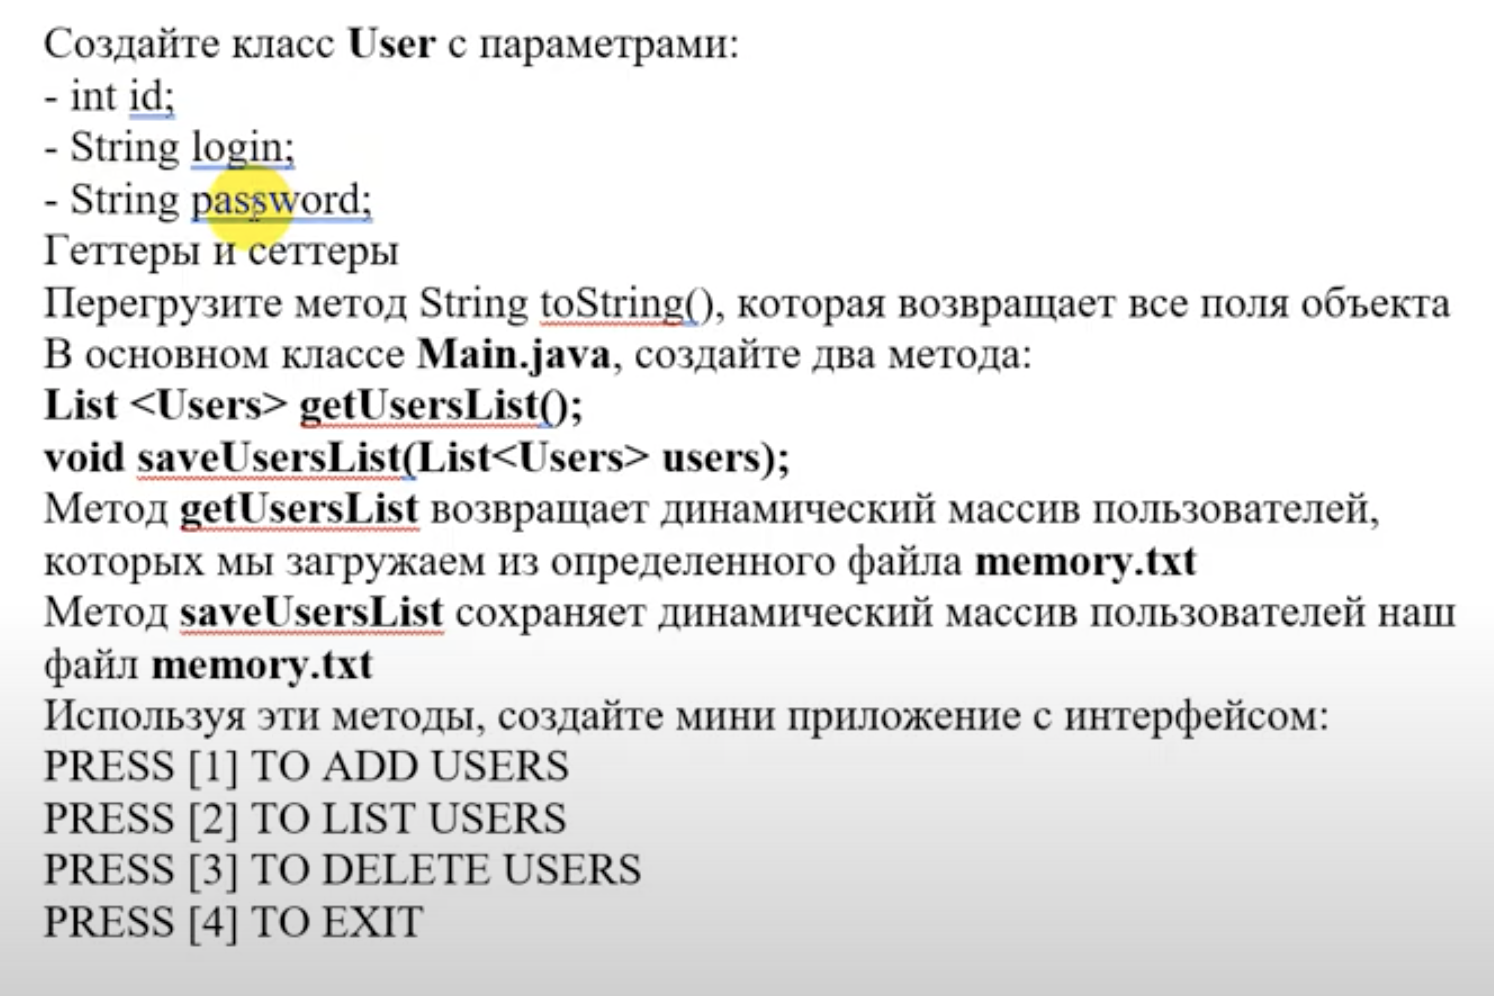 Создайте класс User с параметрами:
- int id;
- String login;
- String password;
Геттеры и сеттеры
Перегрузите метод String toString(), которая возвращает все поля объекта
В основном классе Main.java, создайте два метода:
List <Users> getUsersList();
void saveUsersList(List<Users> users);
Метод getUsersList возвращает динамический массив пользователей,
которых мы загружаем из определенного файла memory.txt
Метод saveUsersList сохраняет динамический массив пользователей наш
файл memory.txt
Используя эти методы, создайте мини приложение с интерфейсом:
PRESS [1] TO ADD USERS
PRESS [2] TO LIST USERS
PRESS [3] TO DELETE USERS
PRESS [4] TO EXIT